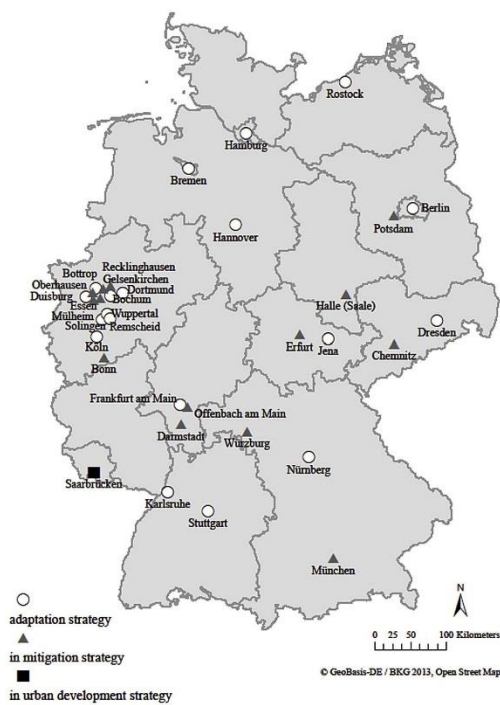 Rostock
Hamburg
Bremen
Berlin
Potsdam
Hannover
Recklinghausen
Bottrop
Gelsenkirchen
Oberhausen
Dortmund
Duisburg
Bochum
Essen
Mülheim
Wuppertal
Solingen
Remscheid
Köln
Bonn
Halle (Saale)
Dresden
Erfurt
Jena
Chemnitz
Frankfurt am Main
Offenbach am Main
Darmstadt
Würzburg
Nürnberg
Saarbrücken
Karlsruhe
Stuttgart
München
adaptation strategy
in mitigation strategy
in urban development strategy
N
0 25 50 100 Kilometers
© GeoBasis-DE / BKG 2013, Open Street Map